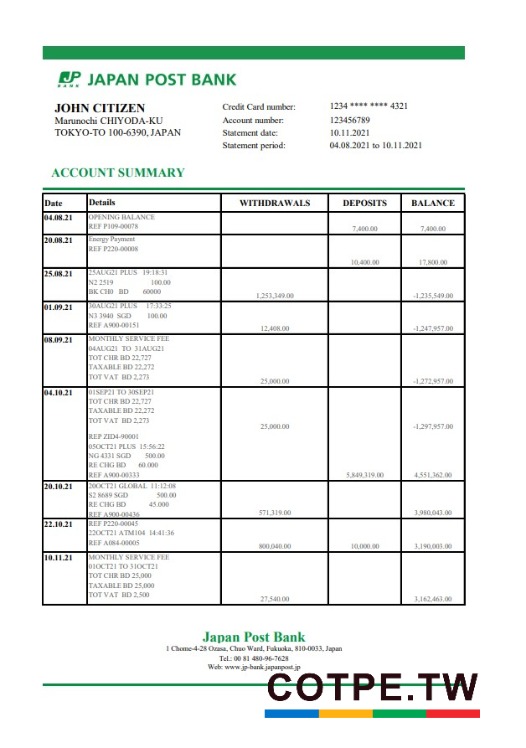 JP BANK JAPAN POST BANK
JOHN CITIZEN
Marunochi CHIYODA-KU
TOKYO-TO 100-6390, JAPAN
Credit Card number: 1234 **** **** 4321
Account number: 123456789
Statement date: 10.11.2021
Statement period: 04.08.2021 to 10.11.2021
ACCOUNT SUMMARY
Date Details WITHDRAWALS DEPOSITS BALANCE
04.08.21 OPENING BALANCE
REF P109-00078
7,400.00 7,400.00
20.08.21 Energy Payment
REF P220-00008
10,400.00 17,800.00
25.08.21 25AUG21 PLUS 19:18:31
N2 2519 100.00
BK CH0 BD 60000
1,253,349.00 -1,235,549.00
01.09.21 30AUG21 PLUS 17:33:25
N3 3940 SGD 100.00
REF A900-00151
12,408.00 -1,247,957.00
08.09.21 MONTHLY SERVICE FEE
04AUG21 TO 31AUG21
TOT CHR BD 22,727
TAXABLE BD 22,272
TOT VAT BD 2,273
25,000.00 -1,272,957.00
04.10.21 01SEP21 TO 30SEP21
TOT CHR BD 22,727
TAXABLE BD 22,272
TOT VAT BD 2,273
25,000.00 -1,297,957.00
REF ZID4-90001
05OCT21 PLUS 15:56:22
NG 4331 SGD 500.00
RE CHG BD 60.000
REF A900-00333
5,849,319.00 4,551,362.00
20.10.21 20OCT21 GLOBAL 11:12:08
S2 8689 SGD 500.00
RE CHG BD 45.000
REF A900-00436
571,319.00 3,980,043.00
22.10.21 REF P220-00045
22OCT21 ATM104 14:41:36
REF A084-00005
800,040.00 10,000.00 3,190,003.00
10.11.21 MONTHLY SERVICE FEE
01OCT21 TO 31OCT21
TOT CHR BD 25,000
TAXABLE BD 25,000
TOT VAT BD 2,500
27,540.00 3,162,463.00
Japan Post Bank
1 Chome-4-28 Ozasa, Chuo Ward, Fukuoka, 810-0033, Japan
Tel.: 00 81 480-96-7628
Web: www.jp-bank.japanpost.jp
COTPE.TW